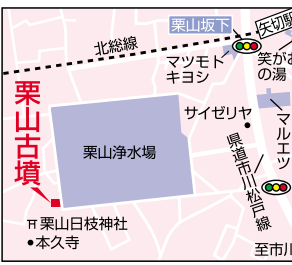 栗山坂下
矢切駅
北総線
マツモト
キヨシ
笑がお
の湯
サイゼリヤ
マルエツ
栗山古墳
栗山浄水場
県道市川松戸線
栗山日枝神社
本久寺
至市川